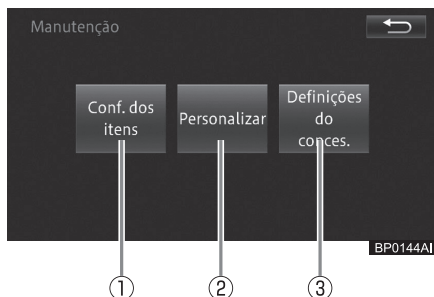 Manutenção
Conf. dos
itens
Personalizar
Definições
do
conces.
BP0144AI
①
②
③